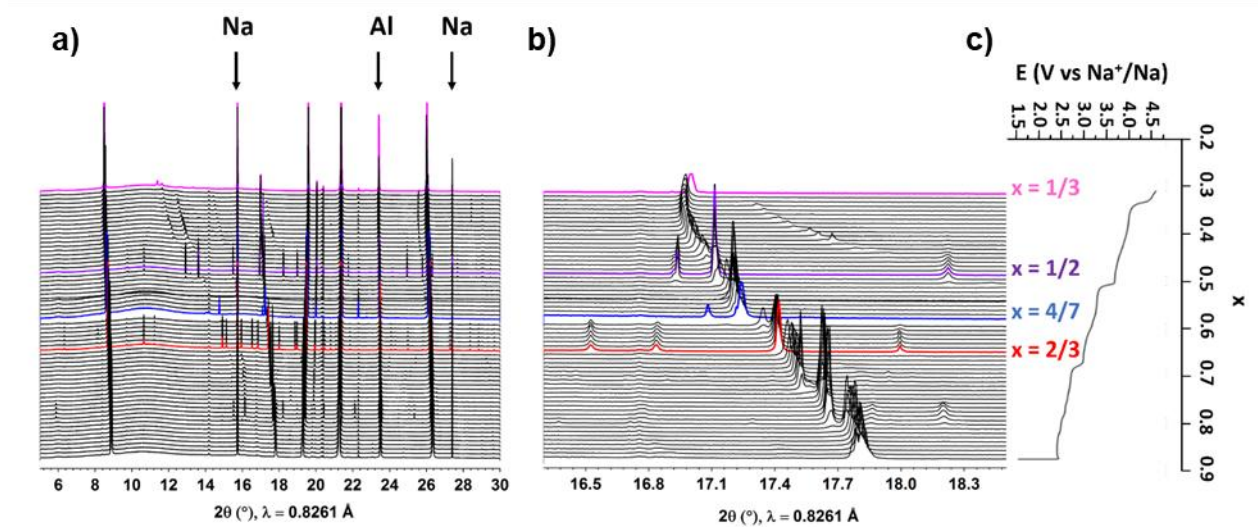 a)
Na
Al
Na
b)
c)
E (V vs Na⁺/Na)
1.5 2.0 2.5 3.0 3.5 4.0 4.5
x = 1/3
x = 1/2
x = 4/7
x = 2/3
0.2
0.3
0.4
0.5
0.6
0.7
0.8
0.9
x
6 8 10 12 14 16 18 20 22 24 26 28 30
2θ (°), λ = 0.8261 Å
16.5 16.8 17.1 17.4 17.7 18.0 18.3
2θ (°), λ = 0.8261 Å